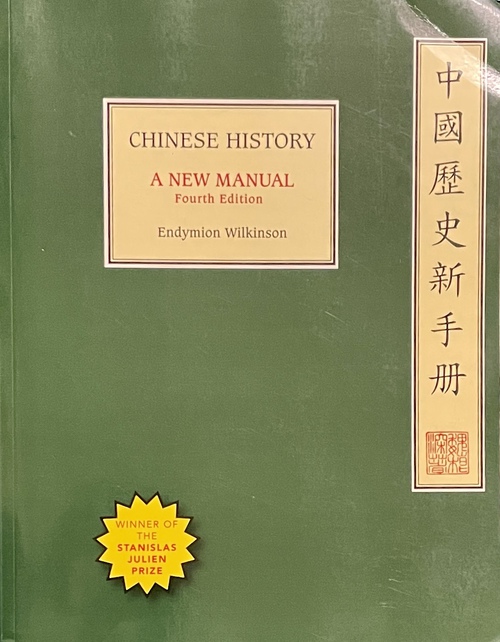 CHINESE HISTORY
A NEW MANUAL
Fourth Edition
Endymion Wilkinson
中國歷史新手册
WINNER OF
THE
STANISLAS
JULIEN
PRIZE